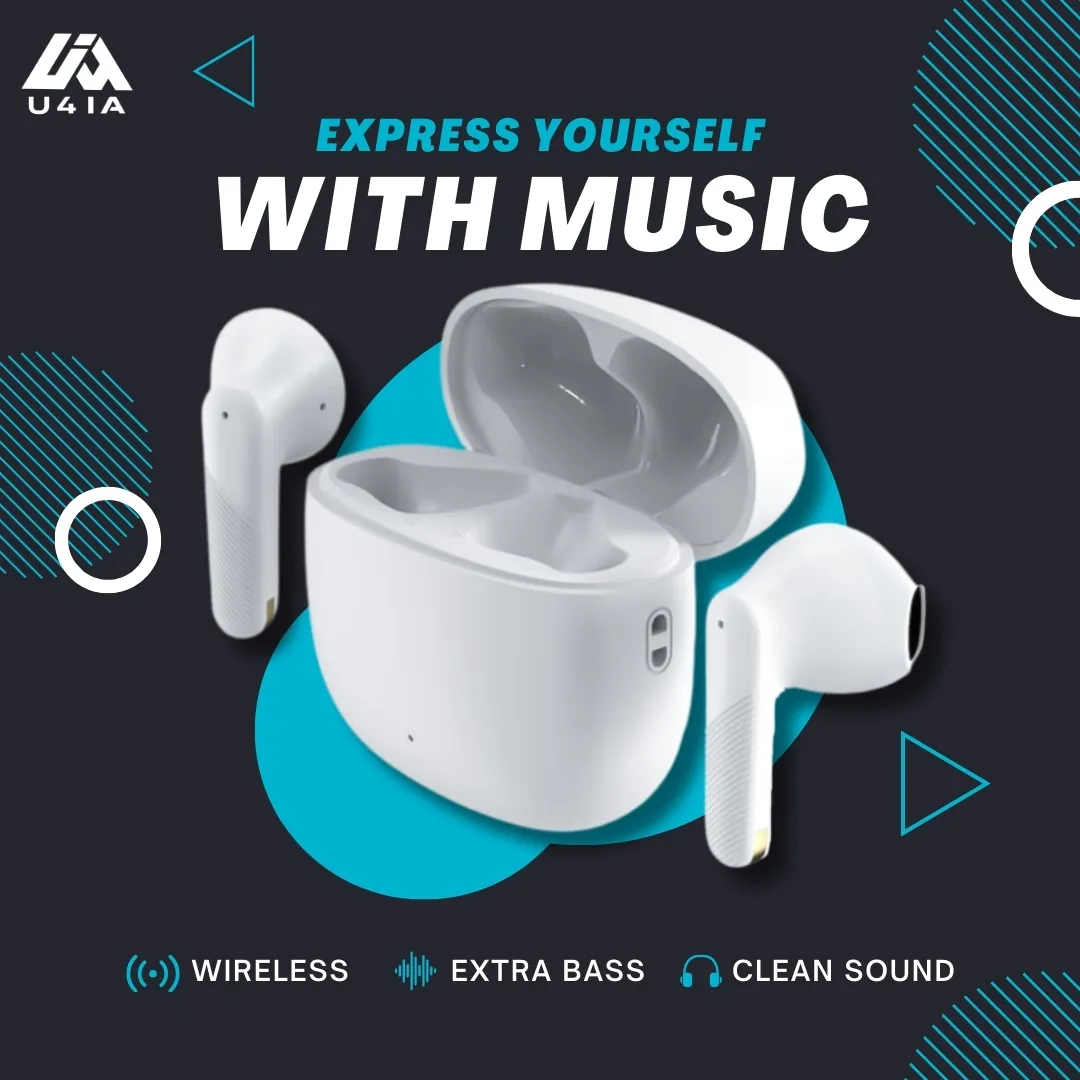 U4IA
EXPRESS YOURSELF
WITH MUSIC
WIRELESS
EXTRA BASS
CLEAN SOUND